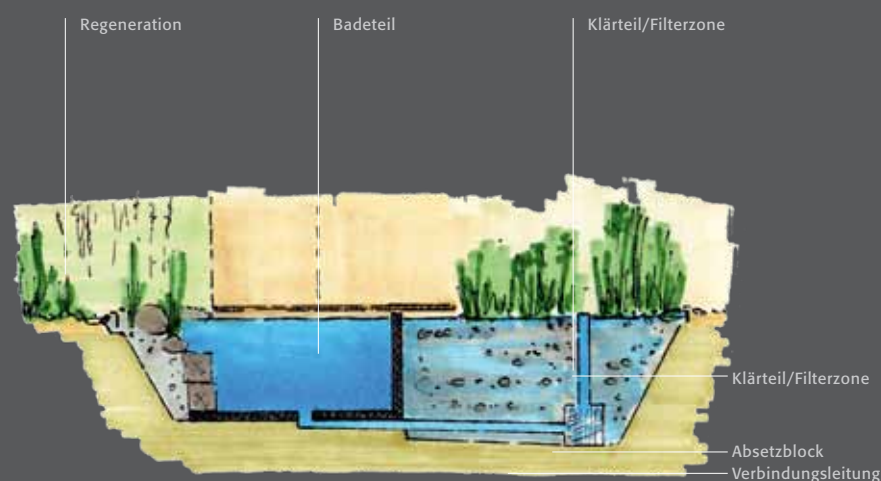 Regeneration
Badeteil
Klärteil/Filterzone
Klärteil/Filterzone
Absetzblock
Verbindungsleitung